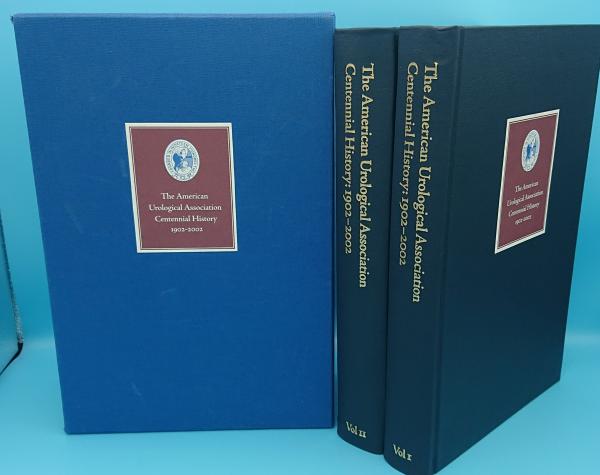 The American
Urological Association
Centennial History
1902-2002
The American Urological Association
Centennial History: 1902–2002
Vol II
The American Urological Association
Centennial History: 1902–2002
Vol I
The American
Urological Association
Centennial History
1902-2002